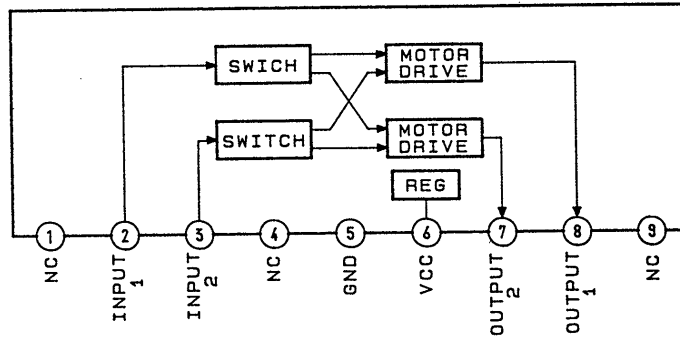 SWICH
MOTOR
DRIVE
SWITCH
MOTOR
DRIVE
REG
1
2
3
4
5
6
7
8
9
NC
INPUT 1
INPUT 2
NC
GND
VCC
OUTPUT 2
OUTPUT 1
NC